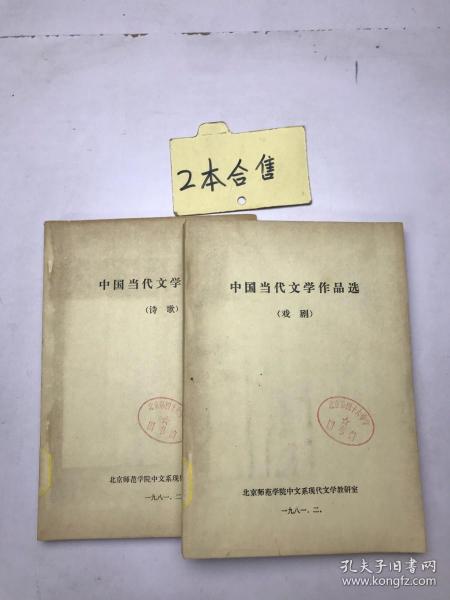 2本合售
中国当代文学
(诗 歌)
北京师范学院中文系现
一九八一.二
中国当代文学作品选
(戏 剧)
北京师范学院中文系现代文学教研室
一九八一.二.
孔夫子旧书网
www.kongfz.com